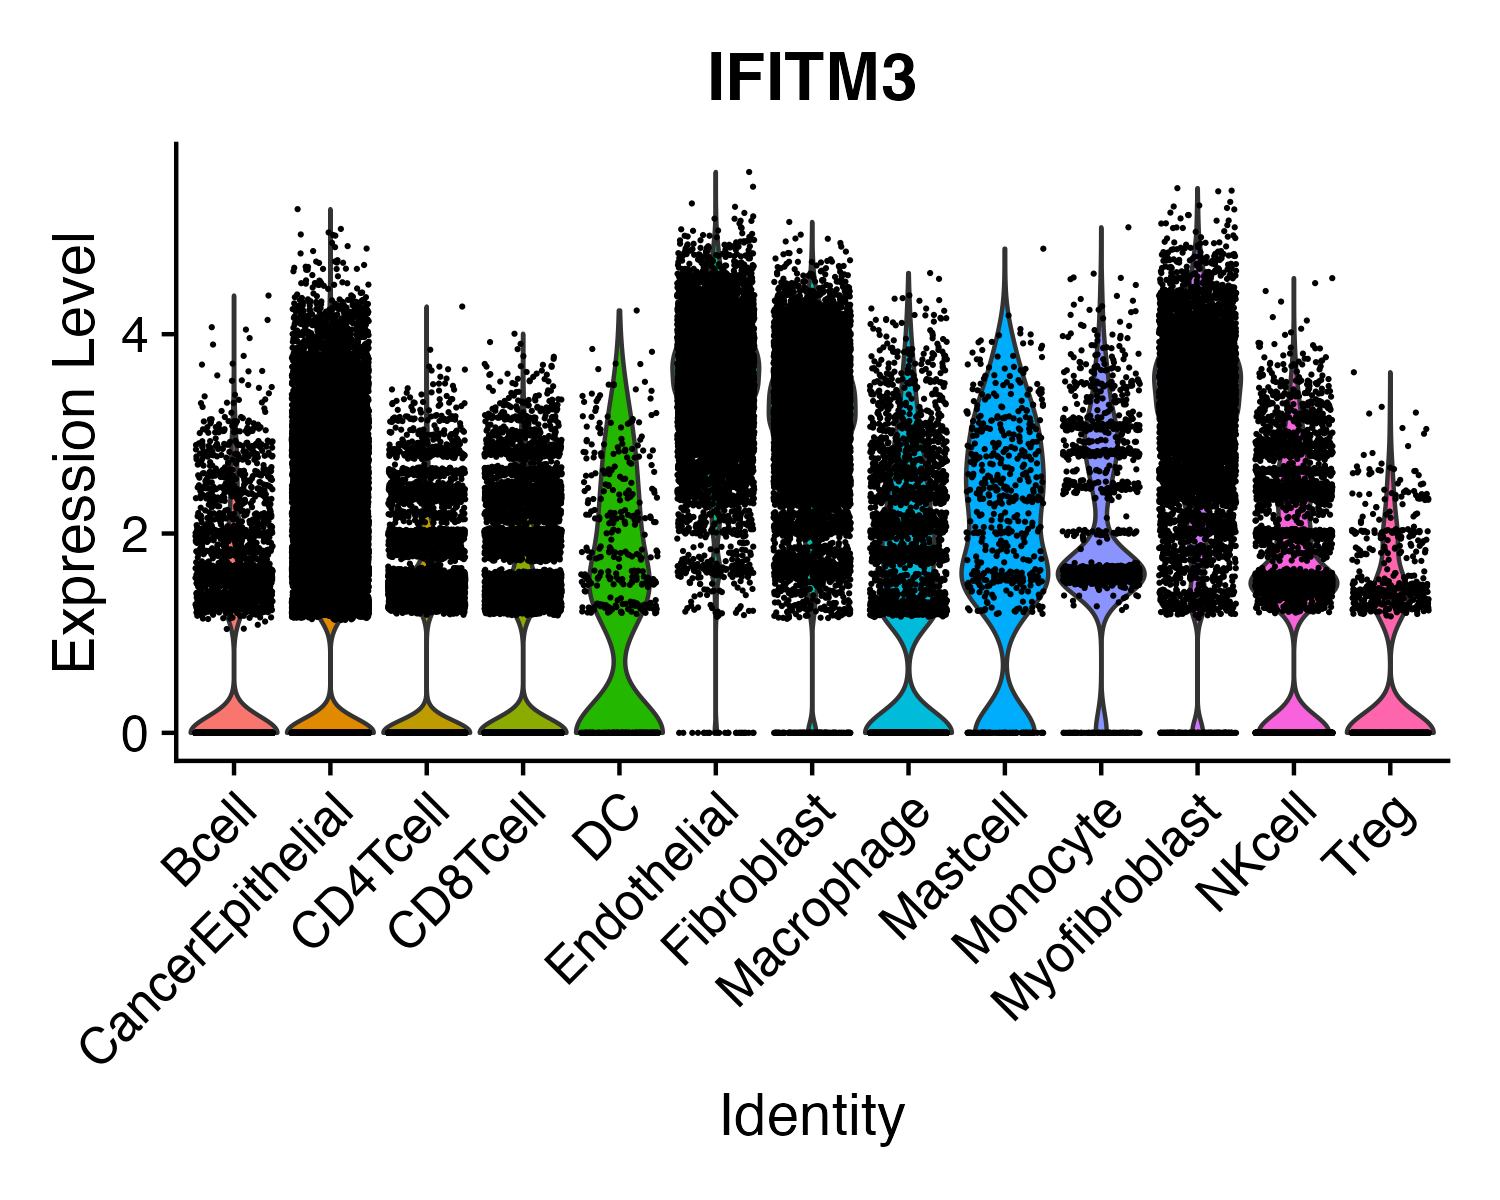 IFITM3
Expression Level
4
2
0
Bcell
CancerEpithelial
CD4Tcell
CD8Tcell
DC
Endothelial
Fibroblast
Macrophage
Mastcell
Monocyte
Myofibroblast
NKcell
Treg
Identity